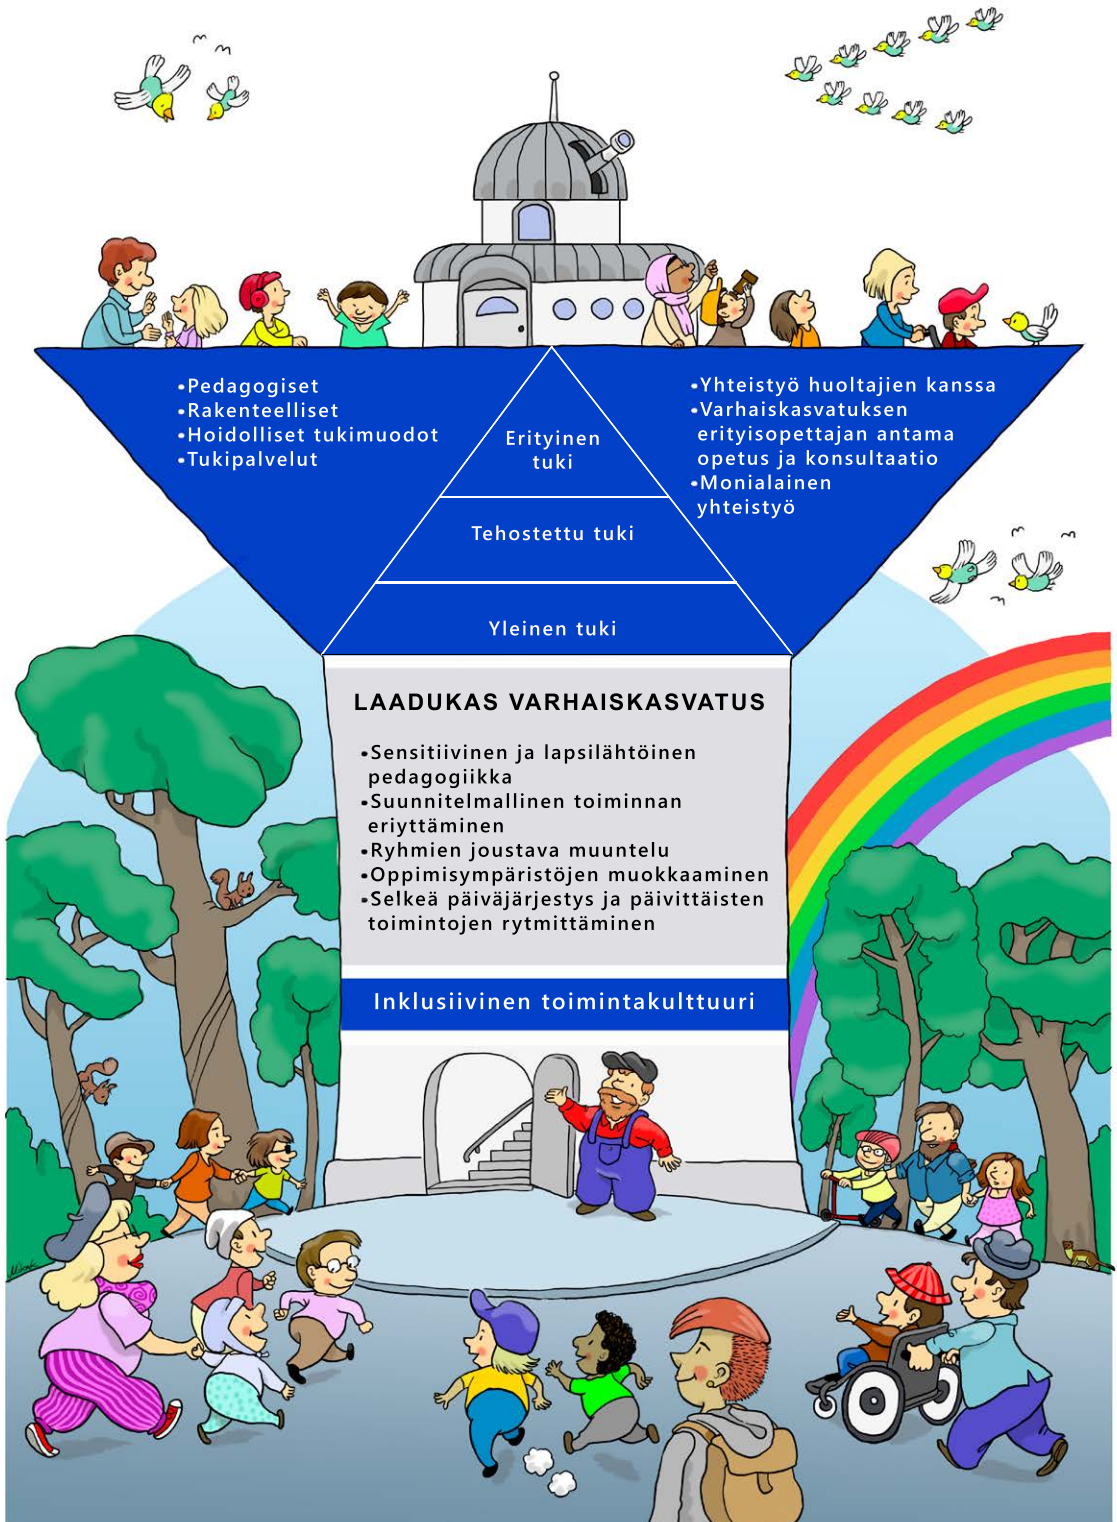 •Pedagogiset
•Rakenteelliset
•Hoidolliset tukimuodot
•Tukipalvelut
Erityinen
tuki
Tehostettu tuki
Yleinen tuki
•Yhteistyö huoltajien kanssa
•Varhaiskasvatuksen
erityisopettajan antama
opetus ja konsultaatio
•Monialainen
yhteistyö
LAADUKAS VARHAISKASVATUS
•Sensitiivinen ja lapsilähtöinen
pedagogiikka
•Suunnitelmallinen toiminnan
eriyttäminen
•Ryhmien joustava muuntelu
•Oppimisympäristöjen muokkaaminen
•Selkeä päiväjärjestys ja päivittäisten
toimintojen rytmittäminen
Inklusiivinen toimintakulttuuri